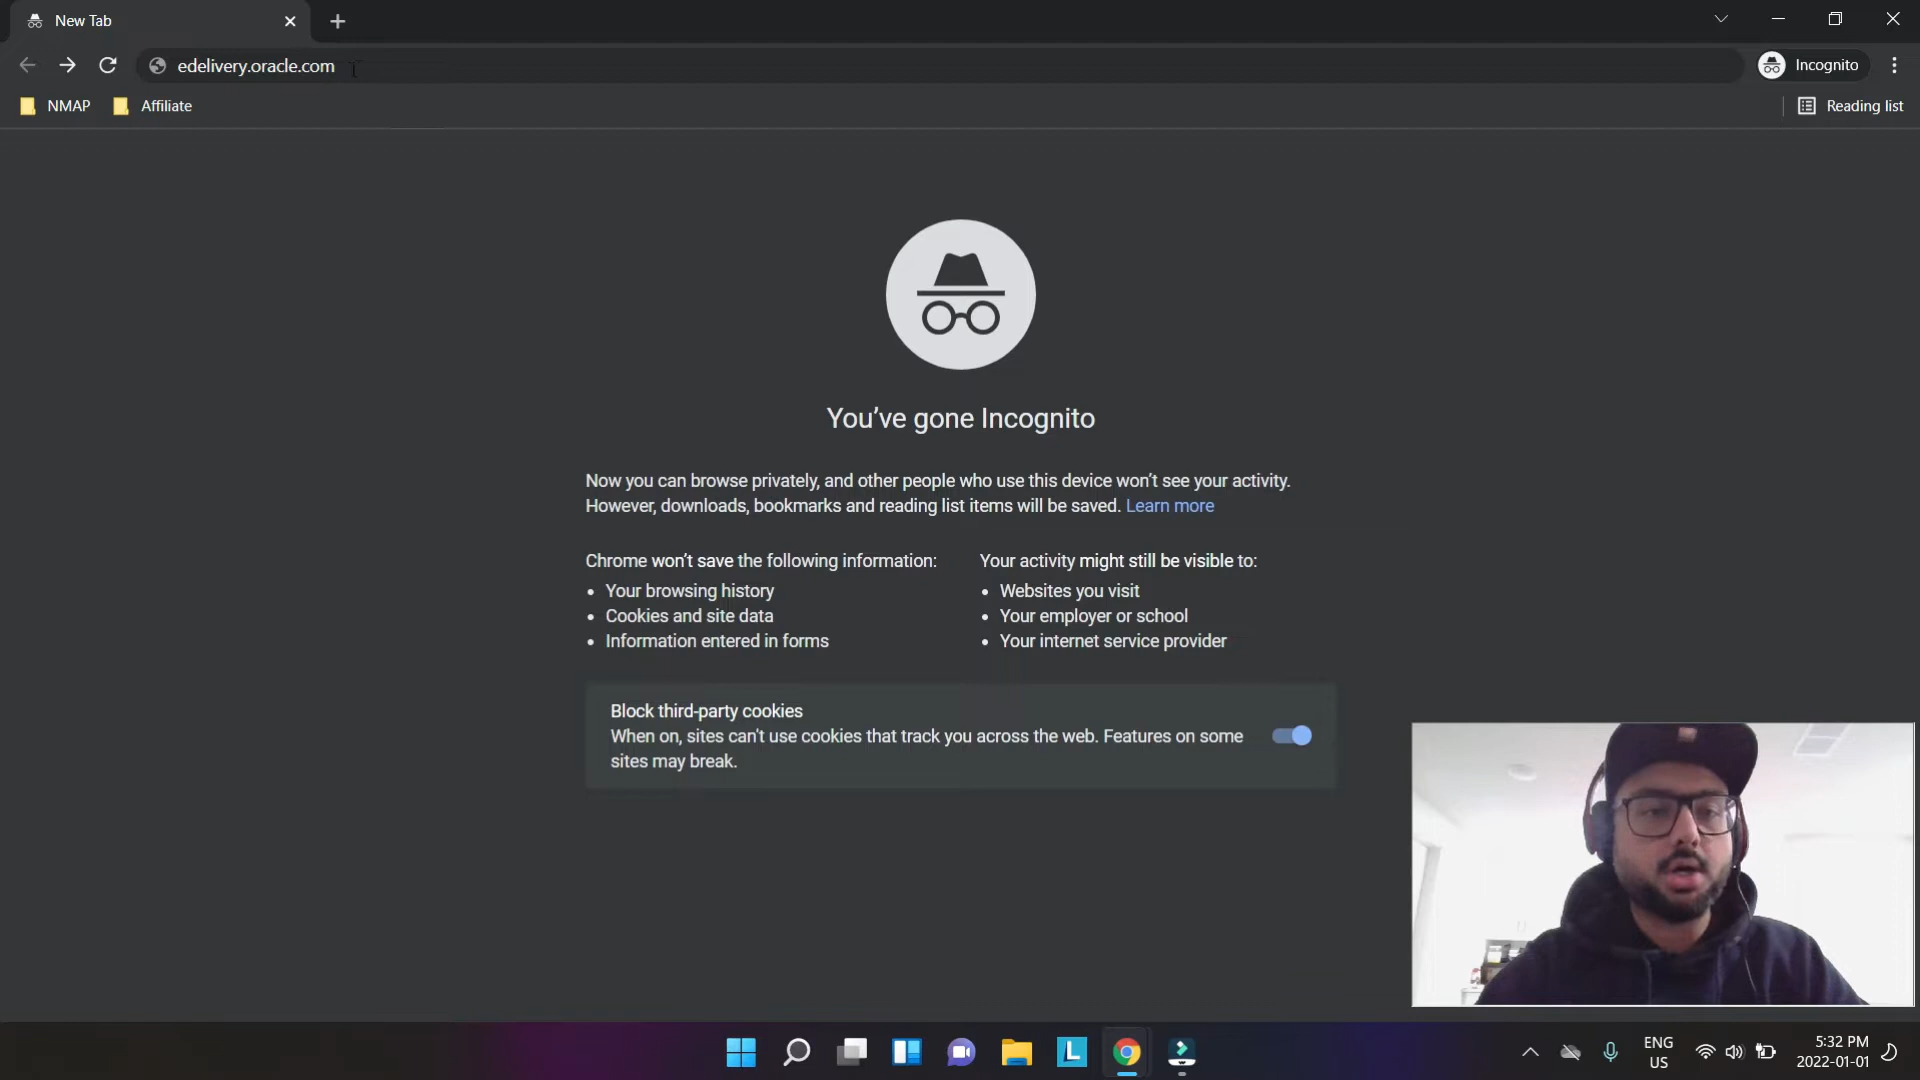 New Tab
edelivery.oracle.com
Incognito
NMAP
Affiliate
Reading list
You've gone Incognito
Now you can browse privately, and other people who use this device won't see your activity.
However, downloads, bookmarks and reading list items will be saved. Learn more
Chrome won't save the following information:
Your browsing history
Cookies and site data
Information entered in forms
Your activity might still be visible to:
Websites you visit
Your employer or school
Your internet service provider
Block third-party cookies
When on, sites can't use cookies that track you across the web. Features on some
sites may break.
L
ENG
US
5:32 PM
2022-01-01